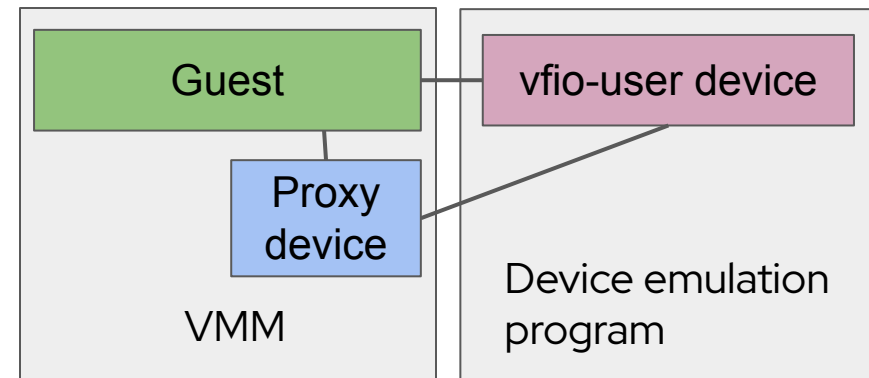 Guest
vfio-user device
Proxy
device
VMM
Device emulation
program